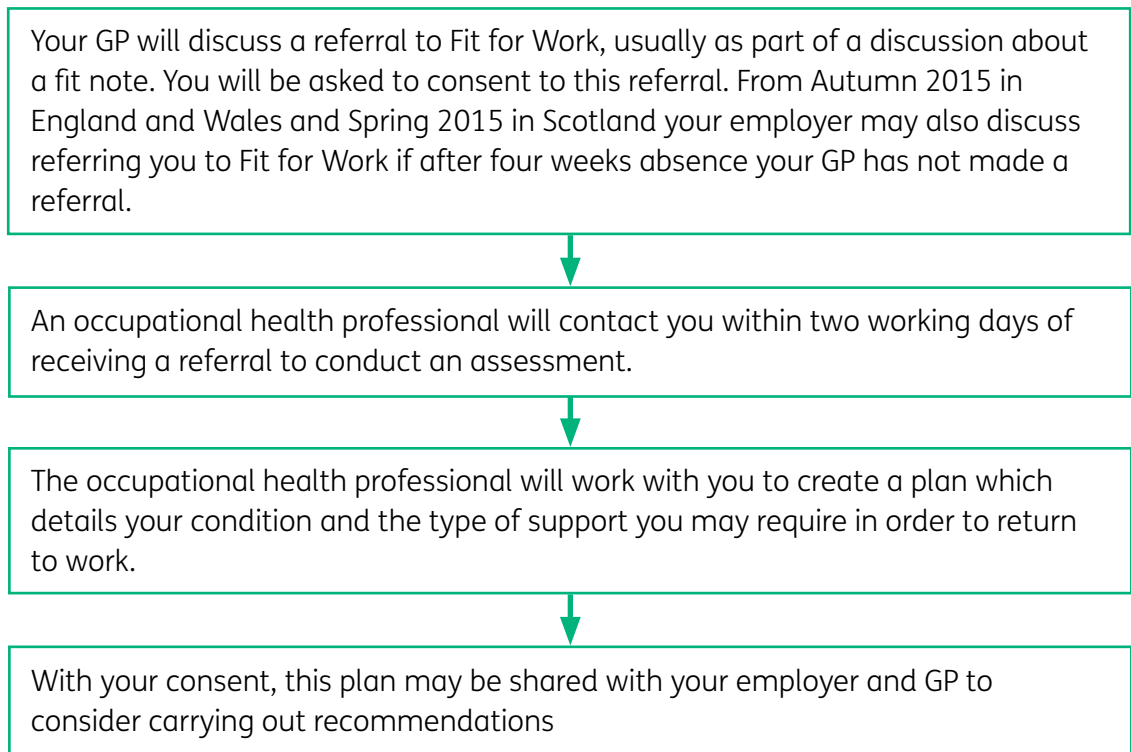 Your GP will discuss a referral to Fit for Work, usually as part of a discussion about
a fit note. You will be asked to consent to this referral. From Autumn 2015 in
England and Wales and Spring 2015 in Scotland your employer may also discuss
referring you to Fit for Work if after four weeks absence your GP has not made a
referral.
An occupational health professional will contact you within two working days of
receiving a referral to conduct an assessment.
The occupational health professional will work with you to create a plan which
details your condition and the type of support you may require in order to return
to work.
With your consent, this plan may be shared with your employer and GP to
consider carrying out recommendations